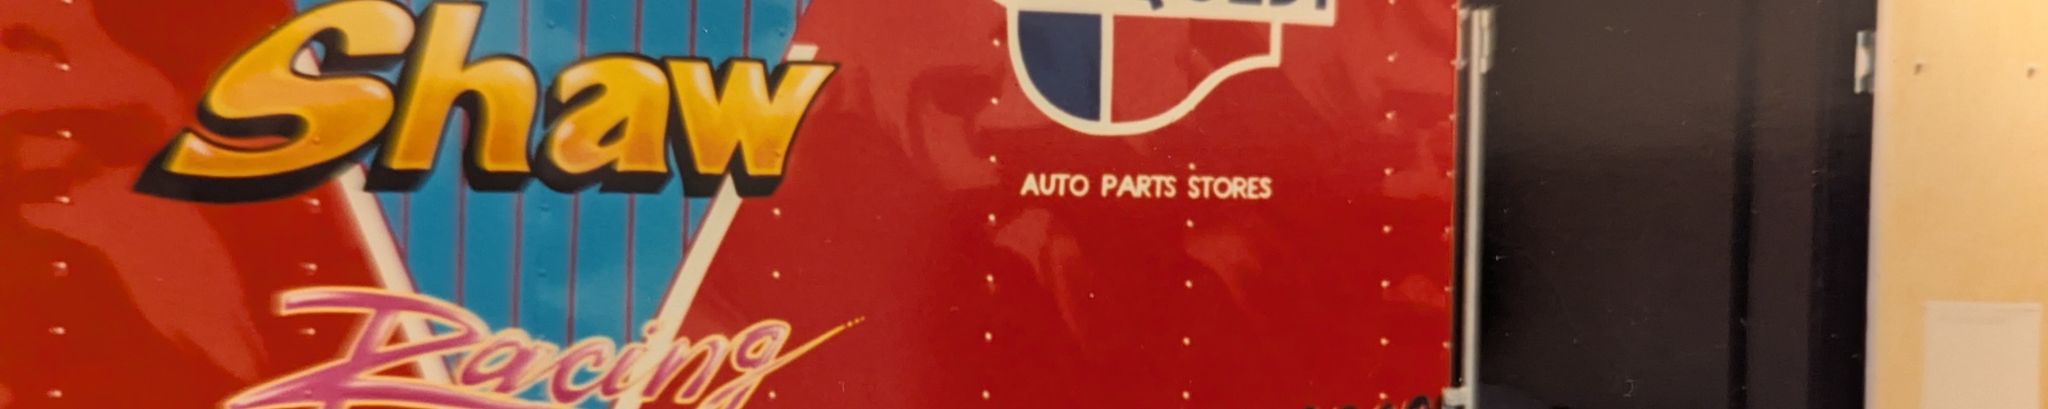 Shaw
Racing
AUTO PARTS STORES